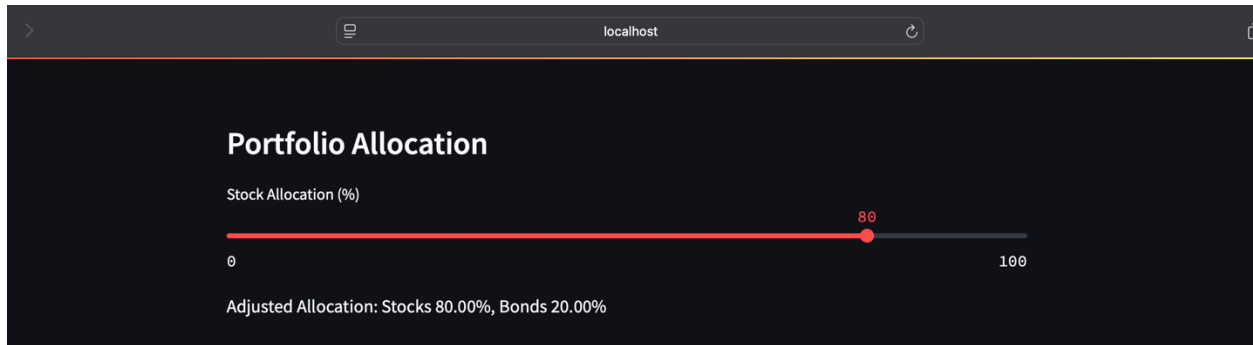 localhost
Portfolio Allocation
Stock Allocation (%)
80
0 100
Adjusted Allocation: Stocks 80.00%, Bonds 20.00%